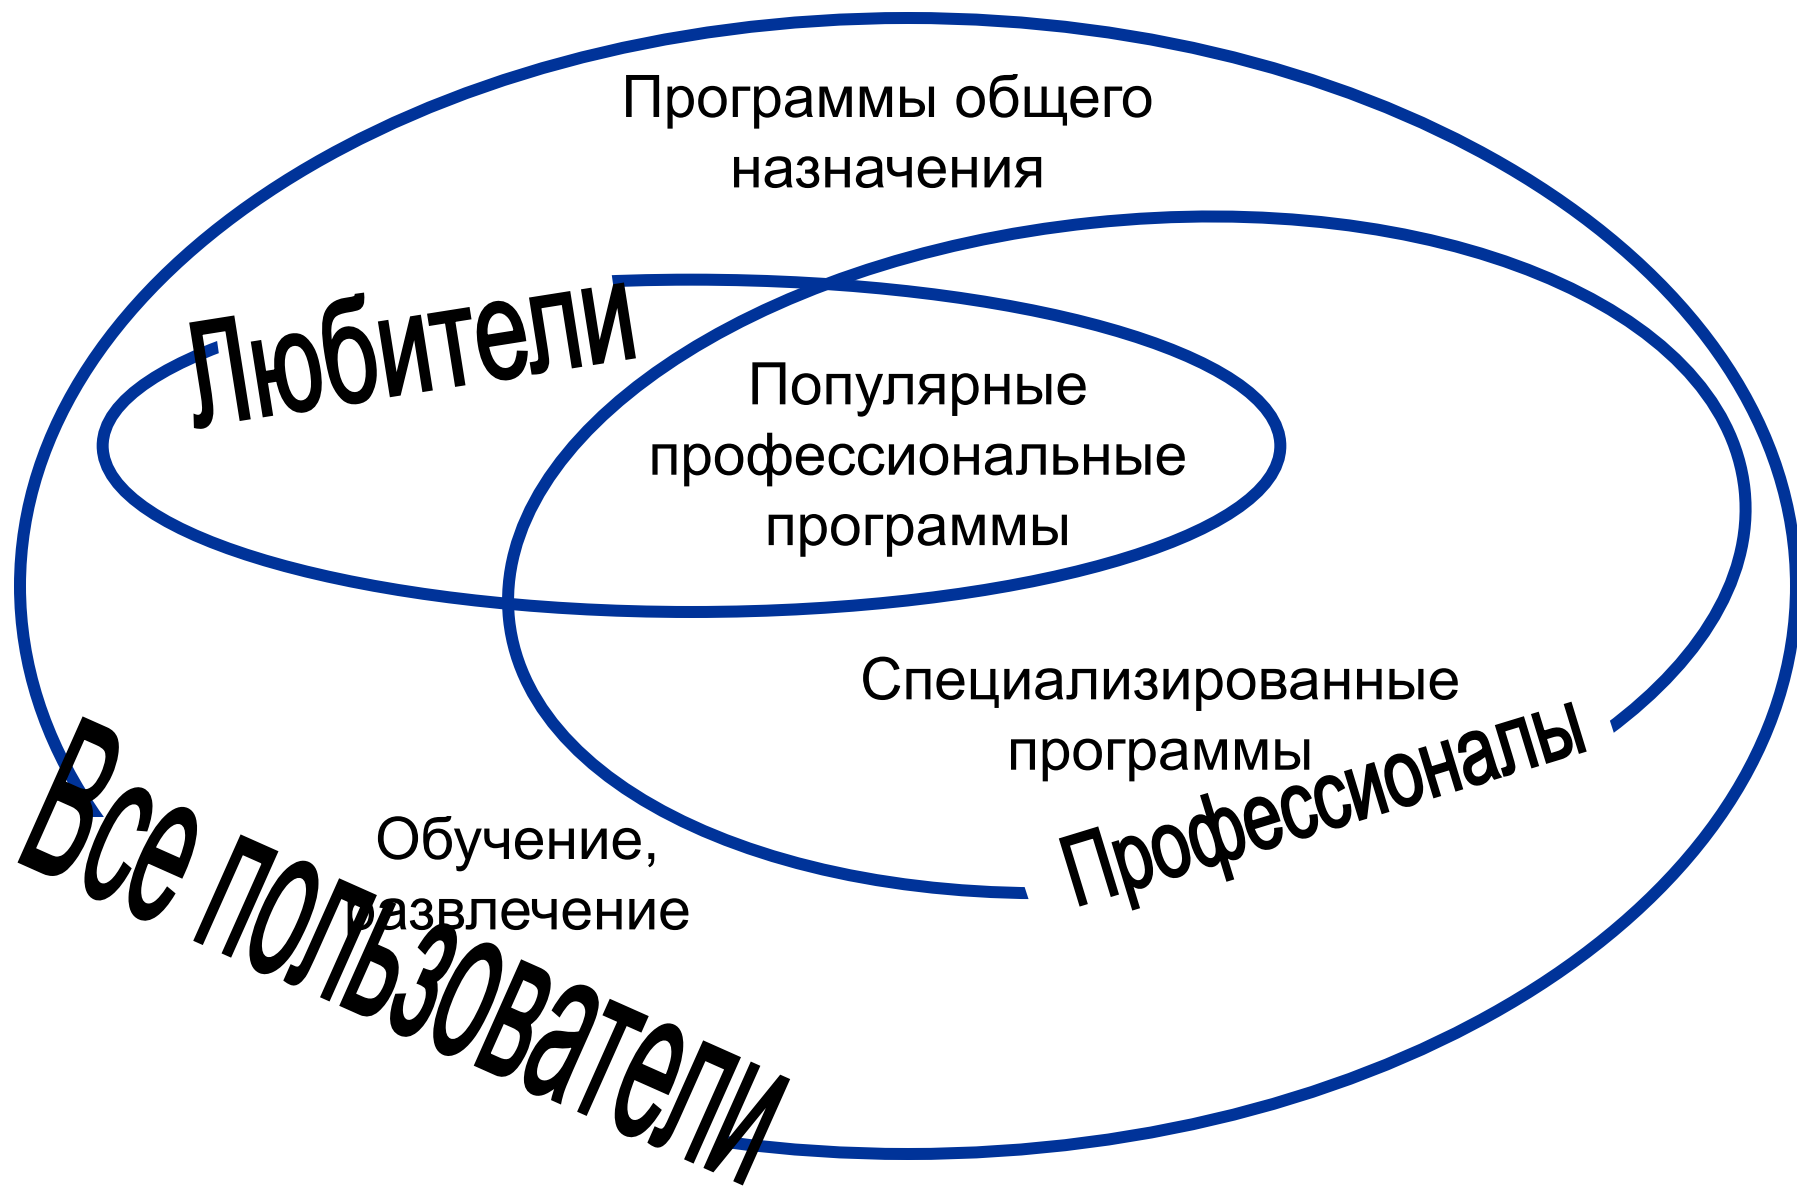 Программы общего
назначения
Любители
Популярные
профессиональные
программы
Специализированные
программы
Профессионалы
Обучение,
развлечение
Все пользователи